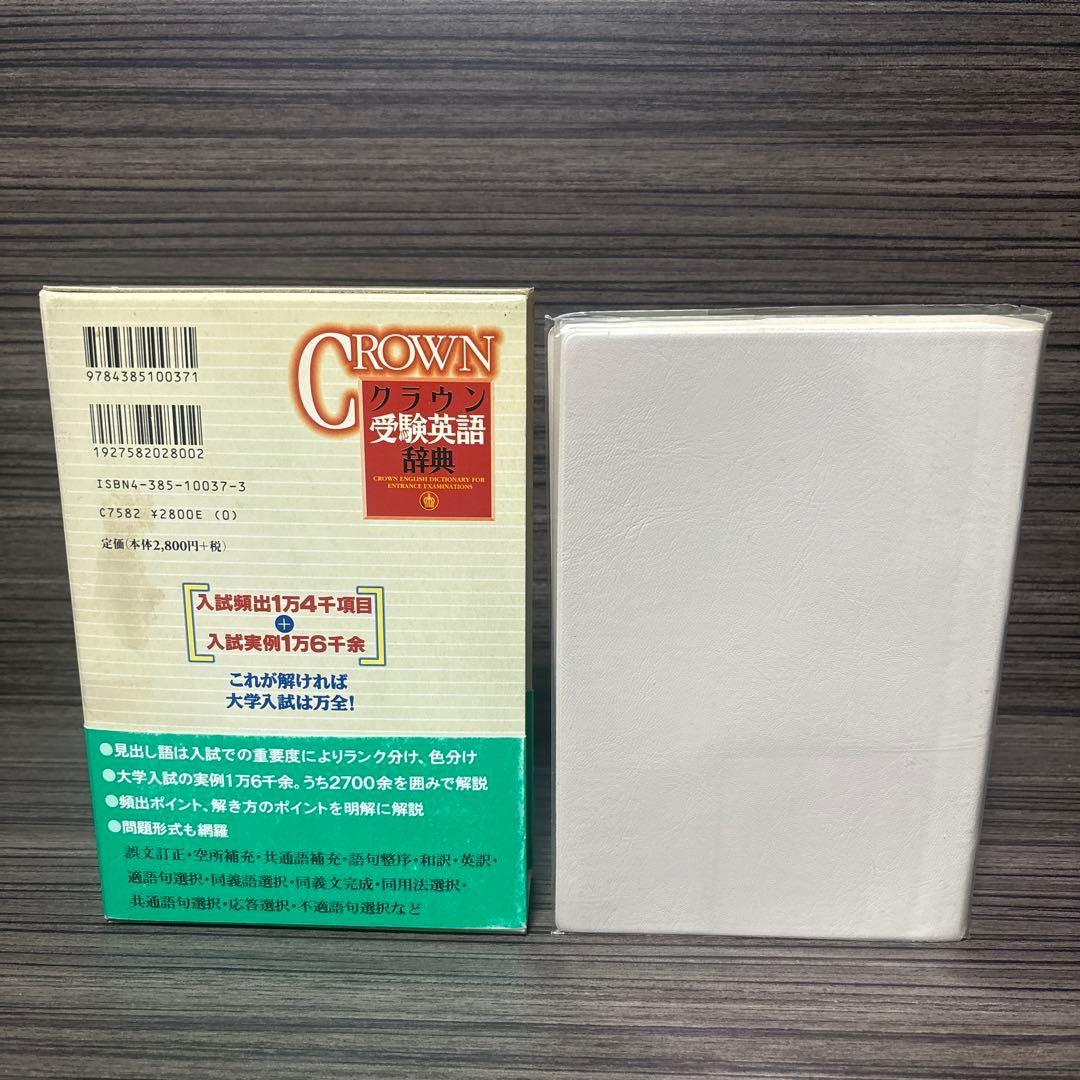 9784385100371
1927582028002
ISBN4-385-10037-3
C7582 ¥2800E (0)
定価(本体2,800円+税)
CROWN
クラウン
受験英語
辞典
CROWN ENGLISH DICTIONARY FOR
ENTRANCE EXAMINATIONS
入試頻出1万4千項目
+
入試実例1万6千余
これが解ければ
大学入試は万全!
●見出し語は入試での重要度によりランク分け、色分け
●大学入試の実例1万6千余。うち2700余を囲みで解説
●頻出ポイント、解き方のポイントを明解に解説
●問題形式も網羅
誤文訂正・空所補充・共通語補充・語句整序・和訳・英訳・
適語句選択・同義語選択・同義文完成・同用法選択・
共通語句選択・応答選択・不適語句選択など